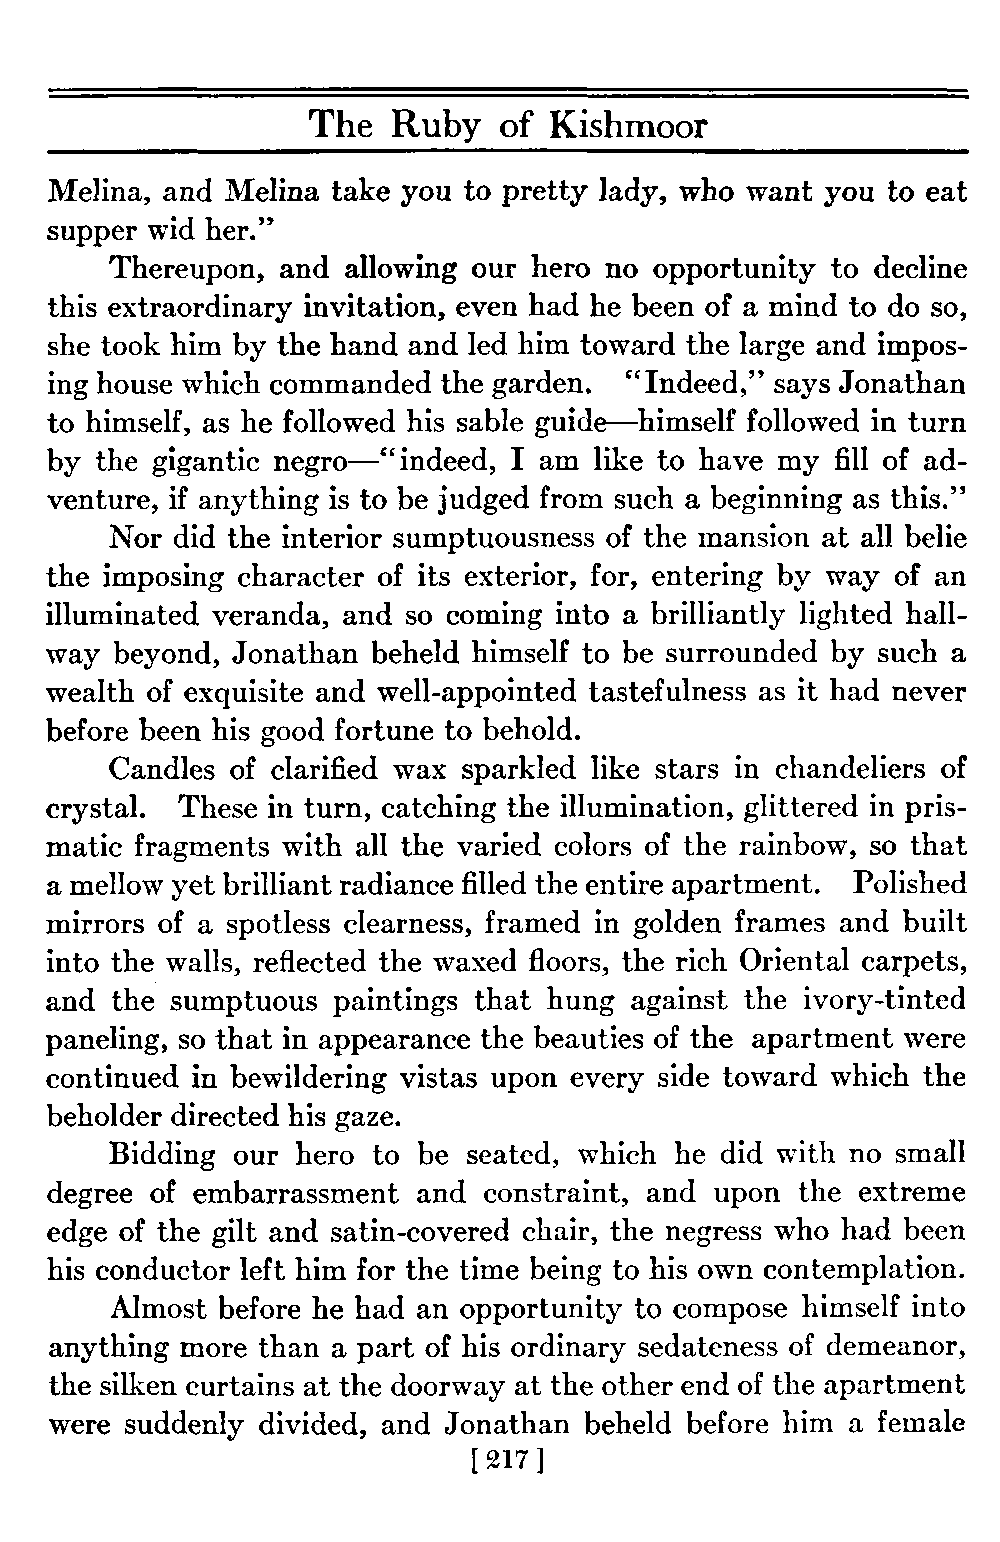 The Ruby of Kishmoor
Melina, and Melina take you to pretty lady, who want you to eat
supper wid her.”
Thereupon, and allowing our hero no opportunity to decline
this extraordinary invitation, even had he been of a mind to do so,
she took him by the hand and led him toward the large and impos-
ing house which commanded the garden. “Indeed,” says Jonathan
to himself, as he followed his sable guide—himself followed in turn
by the gigantic negro—“indeed, I am like to have my fill of ad-
venture, if anything is to be judged from such a beginning as this.”
Nor did the interior sumptuousness of the mansion at all belie
the imposing character of its exterior, for, entering by way of an
illuminated veranda, and so coming into a brilliantly lighted hall-
way beyond, Jonathan beheld himself to be surrounded by such a
wealth of exquisite and well-appointed tastefulness as it had never
before been his good fortune to behold.
Candles of clarified wax sparkled like stars in chandeliers of
crystal. These in turn, catching the illumination, glittered in pris-
matic fragments with all the varied colors of the rainbow, so that
a mellow yet brilliant radiance filled the entire apartment. Polished
mirrors of a spotless clearness, framed in golden frames and built
into the walls, reflected the waxed floors, the rich Oriental carpets,
and the sumptuous paintings that hung against the ivory-tinted
paneling, so that in appearance the beauties of the apartment were
continued in bewildering vistas upon every side toward which the
beholder directed his gaze.
Bidding our hero to be seated, which he did with no small
degree of embarrassment and constraint, and upon the extreme
edge of the gilt and satin-covered chair, the negress who had been
his conductor left him for the time being to his own contemplation.
Almost before he had an opportunity to compose himself into
anything more than a part of his ordinary sedateness of demeanor,
the silken curtains at the doorway at the other end of the apartment
were suddenly divided, and Jonathan beheld before him a female
[ 217 ]